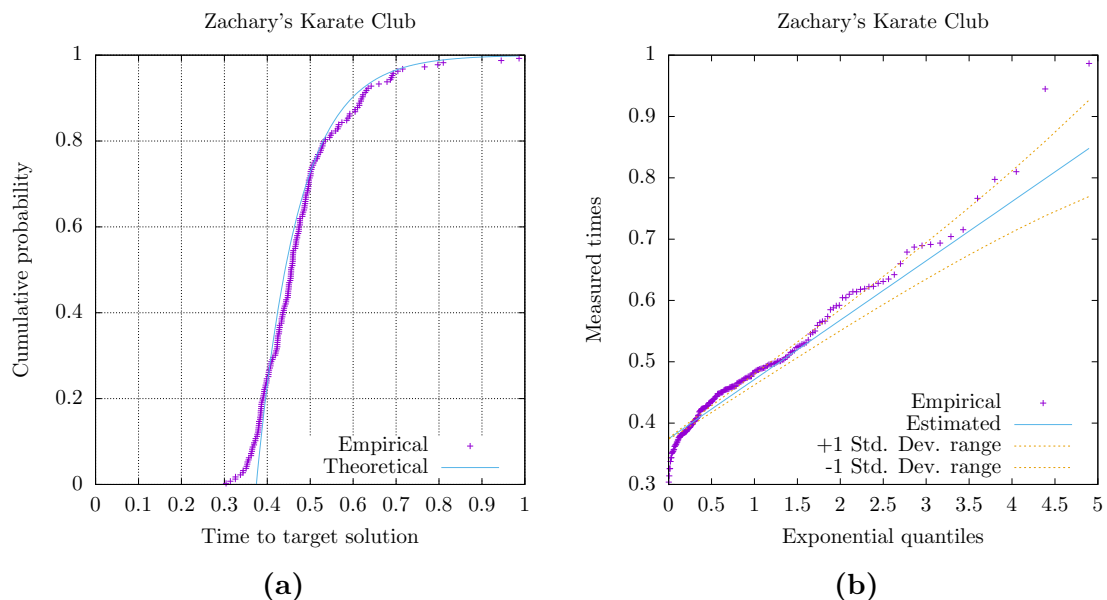 Zachary's Karate Club
1
0.8
0.6
0.4
0.2
0
0 0.1 0.2 0.3 0.4 0.5 0.6 0.7 0.8 0.9 1
Cumulative probability
Time to target solution
Empirical
Theoretical
(a)
Zachary's Karate Club
1
0.9
0.8
0.7
0.6
0.5
0.4
0.3
0 0.5 1 1.5 2 2.5 3 3.5 4 4.5 5
Measured times
Exponential quantiles
Empirical
Estimated
+1 Std. Dev. range
-1 Std. Dev. range
(b)